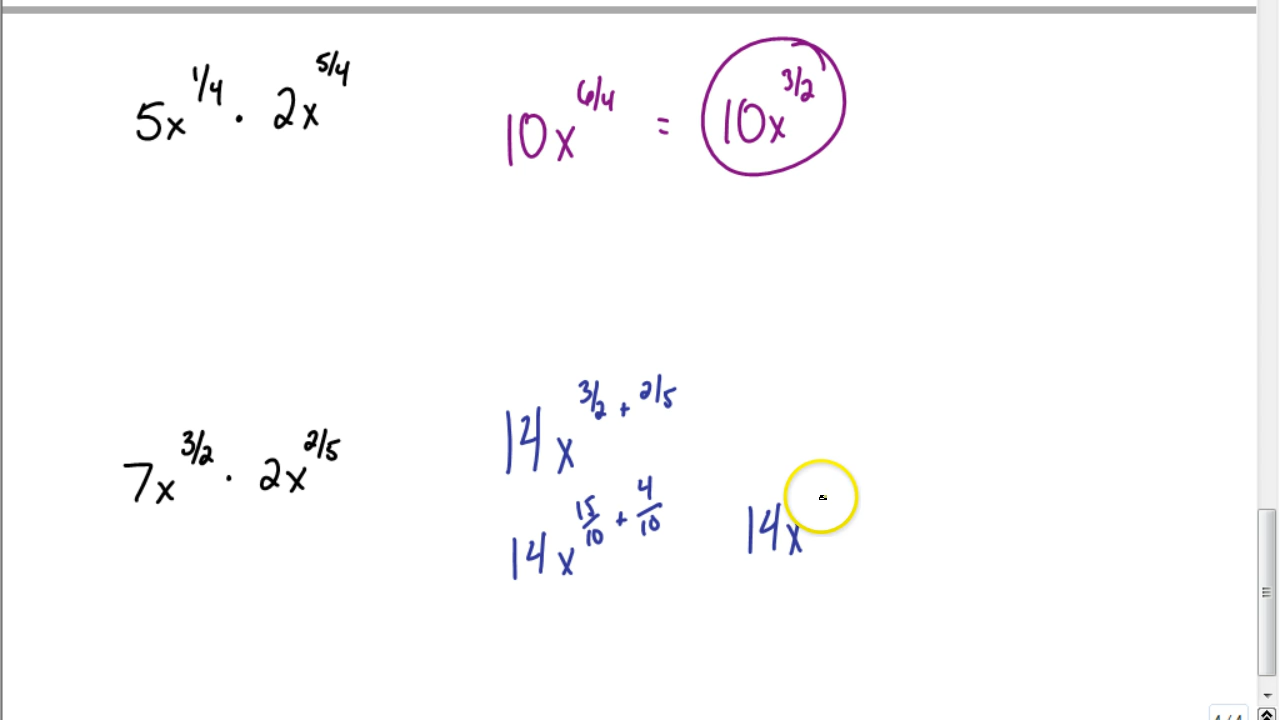 5x^1/4 · 2x^5/4 10x^6/4 = 10x^3/2
14x^3/2 + 2/5
7x^3/2 · 2x^2/5
14x^15/10 + 4/10 14x